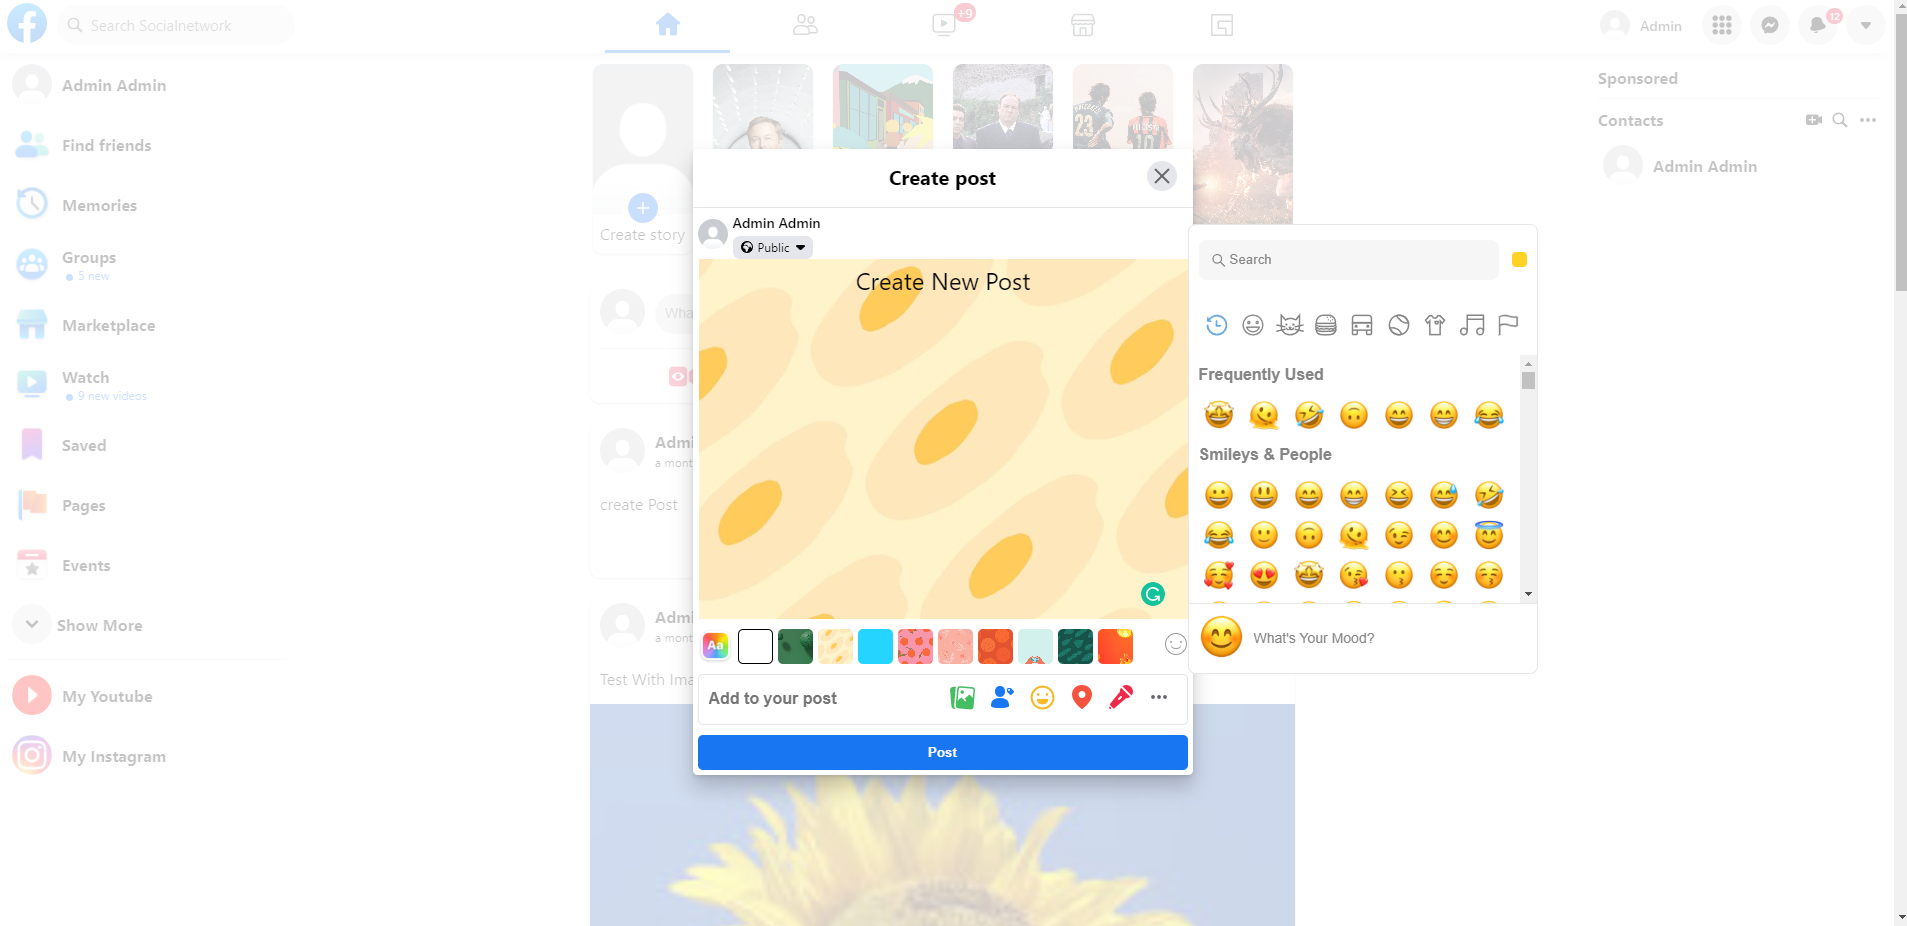 Search Socialnetwork
+9
Admin
12
Admin Admin
Find friends
Memories
Groups
5 new
Marketplace
Watch
9 new videos
Saved
Pages
Events
Show More
My Youtube
My Instagram
Create story
Wha
Admi
a mont
create Post
Admi
a mont
Test With Ima
23
10
Create post
Admin Admin
Public
Create New Post
Aa
Add to your post
Post
Search
Frequently Used
Smileys & People
What's Your Mood?
Sponsored
Contacts
Admin Admin